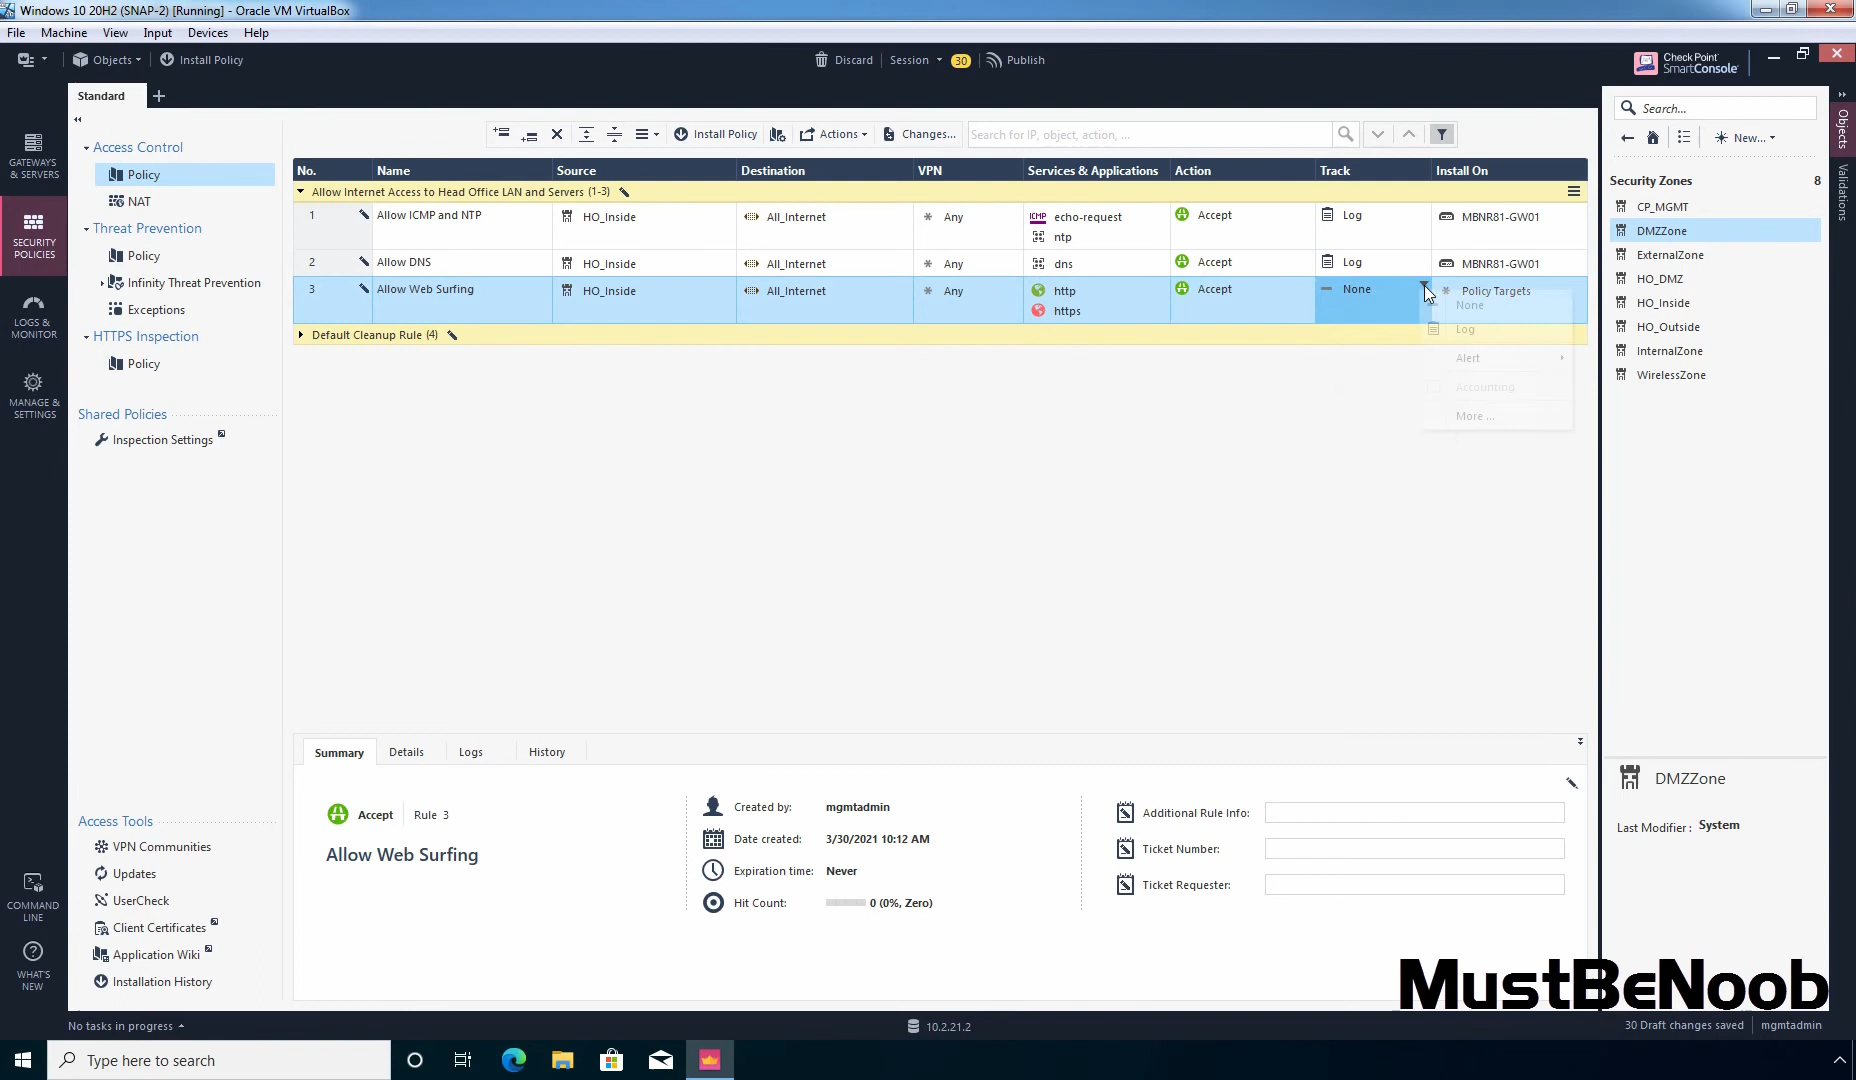 Windows 10 20H2 (SNAP-2) [Running] - Oracle VM VirtualBox
File Machine View Input Devices Help
Objects Install Policy Discard Session 30 Publish Check Point SmartConsole
Standard
GATEWAYS & SERVERS
SECURITY POLICIES
LOGS & MONITOR
MANAGE & SETTINGS
COMMAND LINE
WHAT'S NEW
Access Control
Policy
NAT
Threat Prevention
Policy
Infinity Threat Prevention
Exceptions
HTTPS Inspection
Policy
Shared Policies
Inspection Settings
Access Tools
VPN Communities
Updates
UserCheck
Client Certificates
Application Wiki
Installation History
Install Policy Actions Changes... Search for IP, object, action, ...
No. Name Source Destination VPN Services & Applications Action Track Install On
Allow Internet Access to Head Office LAN and Servers (1-3)
1 Allow ICMP and NTP HO_Inside All_Internet * Any ICMP echo-request Accept Log MBNR81-GW01
ntp
2 Allow DNS HO_Inside All_Internet * Any dns Accept Log MBNR81-GW01
3 Allow Web Surfing HO_Inside All_Internet * Any http Accept None * Policy Targets
https
Default Cleanup Rule (4)
None
Log
Alert
Accounting
More ...
Summary Details Logs History
Accept Rule 3
Allow Web Surfing
Created by: mgmtadmin
Date created: 3/30/2021 10:12 AM
Expiration time: Never
Hit Count: 0 (0%, Zero)
Additional Rule Info:
Ticket Number:
Ticket Requester:
Search...
New...
Security Zones 8
CP_MGMT
DMZZone
ExternalZone
HO_DMZ
HO_Inside
HO_Outside
InternalZone
WirelessZone
DMZZone
Last Modifier : System
Objects
Validations
MustBeNoob
No tasks in progress 10.2.21.2 30 Draft changes saved mgmtadmin
Type here to search